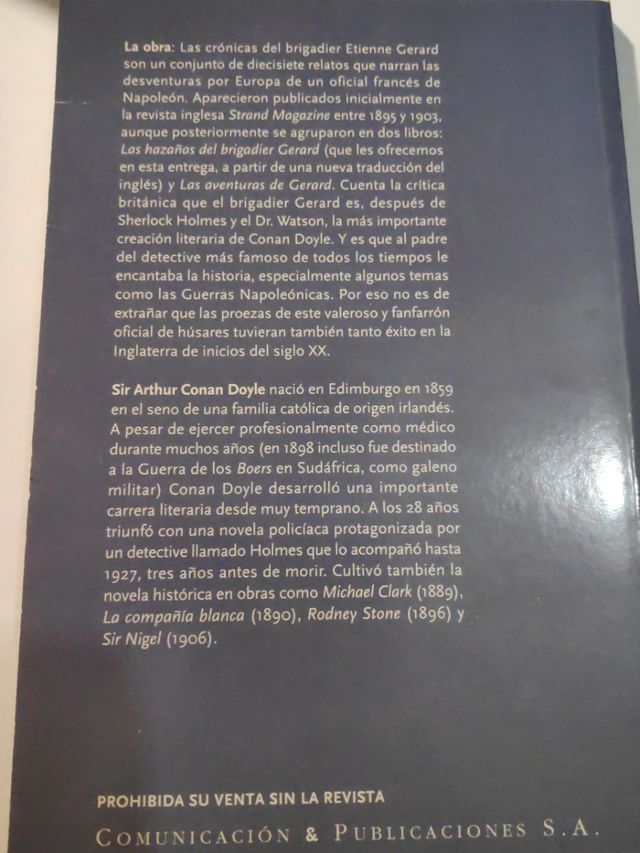 La obra: Las crónicas del brigadier Etienne Gerard
son un conjunto de diecisiete relatos que narran las
desventuras por Europa de un oficial francés de
Napoleón. Aparecieron publicados inicialmente en
la revista inglesa Strand Magazine entre 1895 y 1903,
aunque posteriormente se agruparon en dos libros:
Las hazañas del brigadier Gerard (que les ofrecemos
en esta entrega, a partir de una nueva traducción del
inglés) y Las aventuras de Gerard. Cuenta la crítica
británica que el brigadier Gerard es, después de
Sherlock Holmes y el Dr. Watson, la más importante
creación literaria de Conan Doyle. Y es que al padre
del detective más famoso de todos los tiempos le
encantaba la historia, especialmente algunos temas
como las Guerras Napoleónicas. Por eso no es de
extrañar que las proezas de este valeroso y fanfarrón
oficial de húsares tuvieran también tanto éxito en la
Inglaterra de inicios del siglo XX.
Sir Arthur Conan Doyle nació en Edimburgo en 1859
en el seno de una familia católica de origen irlandés.
A pesar de ejercer profesionalmente como médico
durante muchos años (en 1898 incluso fue destinado
a la Guerra de los Boers en Sudáfrica, como galeno
militar) Conan Doyle desarrolló una importante
carrera literaria desde muy temprano. A los 28 años
triunfó con una novela policíaca protagonizada por
un detective llamado Holmes que lo acompañó hasta
1927, tres años antes de morir. Cultivó también la
novela histórica en obras como Michael Clark (1889),
La compañía blanca (1890), Rodney Stone (1896) y
Sir Nigel (1906).
PROHIBIDA SU VENTA SIN LA REVISTA
COMUNICACIÓN & PUBLICACIONES S.A.